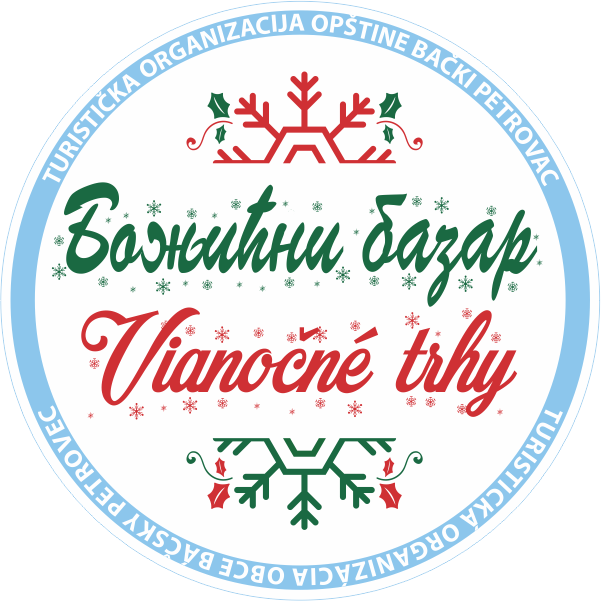 TURISTIČKA ORGANIZACIJA OPŠTINE BAČKI PETROVAC
Божићни базар
Vianočné trhy
TURISTICKÁ ORGANIZÁCIA OBCE BÁČSKY PETROVEC